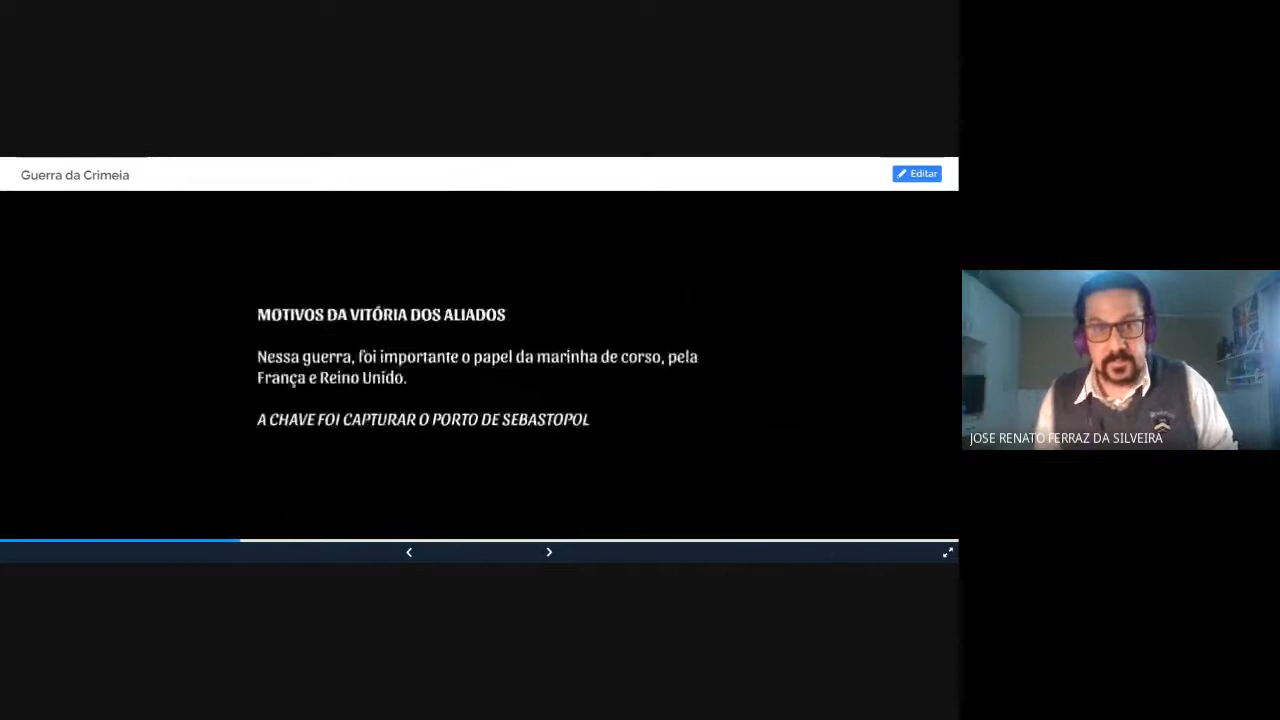 Guerra da Crimeia
Editar
MOTIVOS DA VITÓRIA DOS ALIADOS
Nessa guerra, foi importante o papel da marinha de corso, pela
França e Reino Unido.
A CHAVE FOI CAPTURAR O PORTO DE SEBASTOPOL
JOSE RENATO FERRAZ DA SILVEIRA